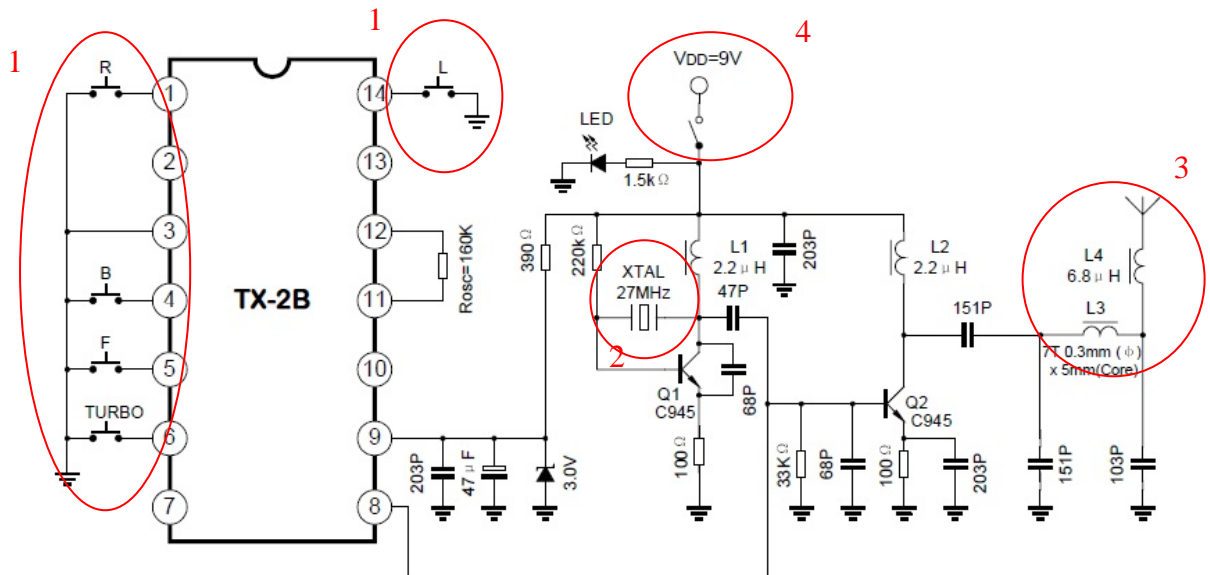 1
R
1
2
3
B
4
F
5
TURBO
6
7
TX-2B
14
13
12
11
10
9
8
1
L
Rosc=160K
203P
47μF
3.0V
390Ω
220kΩ
LED
1.5kΩ
4
VDD=9V
XTAL
27MHz
2
L1
2.2μH
47P
203P
Q1
C945
68P
100Ω
33KΩ
68P
L2
2.2μH
Q2
C945
100Ω
203P
151P
151P
3
L4
6.8μH
L3
7T 0.3mm (Φ)
x 5mm(Core)
103P